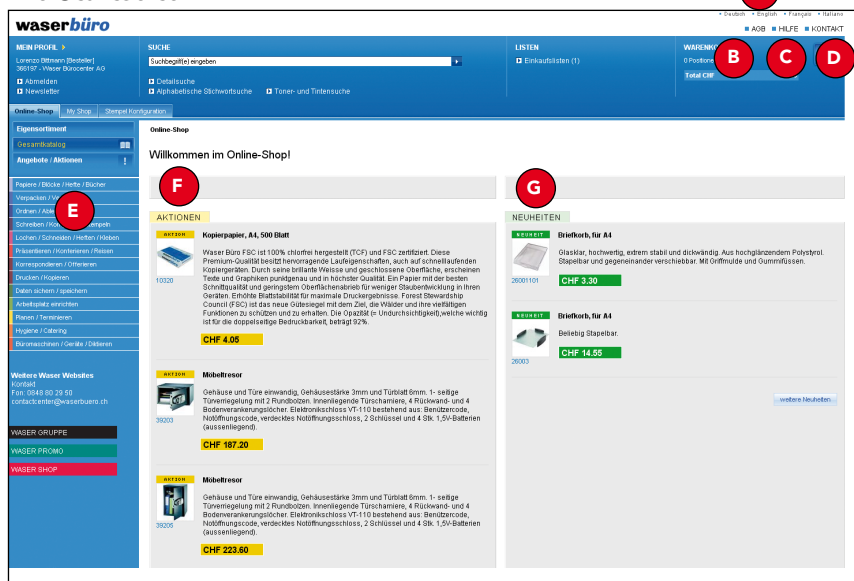 waserbüro
Deutsch English Français Italiano
AGB HILFE KONTAKT
MEIN PROFIL
Lorenzo Bittmann [Besteller]
366197 - Waser Bürocenter AG
Abmelden
Newsletter
SUCHE
Suchbegriff(e) eingeben
Detailsuche
Alphabetische Stichwortsuche Toner- und Tintensuche
LISTEN
Einkaufslisten (1)
0 Positionen
Total CHF
B
C
D
Online-Shop My Shop Stempel Konfiguration
Eigensortiment
Gesamtkatalog
Angebote / Aktionen !
Papiere / Blöcke / Hefte / Bücher
Verpacken /
Ordnen /
E
Schreiben /
Lochen / Schneiden / Heften / Kleben
Präsentieren / Konferieren / Reisen
Korrespondieren / Offerieren
Drucken / Kopieren
Daten sichern / speichern
Arbeitsplatz einrichten
Planen / Terminieren
Hygiene / Catering
Büromaschinen / Geräte / Diktieren
Weitere Waser Websites
Kontakt
Fon: 0848 80 29 50
contactcenter@waserbuero.ch
WASER GRUPPE
WASER PROMO
WASER SHOP
Online-Shop
Willkommen im Online-Shop!
F
AKTIONEN
AKTION
Kopierpapier, A4, 500 Blatt
Waser Büro FSC ist 100% chlorfrei hergestellt (TCF) und FSC zertifiziert. Diese
Premium-Qualität besitzt hervorragende Laufeigenschaften, auch auf schnelllaufenden
Kopiergeräten. Durch seine brillante Weisse und geschlossene Oberfläche, erscheinen
Texte und Graphiken punktgenau und in höchster Qualität. Ein Papier mit der besten
Schnittqualität und geringstem Oberflächenabrieb für weniger Staubentwicklung in Ihren
Geräten. Erhöhte Blattstabilität für maximale Druckergebnisse. Forest Stewardship
Council (FSC) ist das neue Gütesiegel mit dem Ziel, die Wälder und ihre vielfältigen
Funktionen zu schützen und zu erhalten. Die Opazität (= Undurchsichtigkeit),welche wichtig
ist für die doppelseitige Bedruckbarkeit, beträgt 92%.
10320
CHF 4.05
AKTION
Möbeltresor
Gehäuse und Türe einwandig, Gehäusestärke 3mm und Türblatt 6mm. 1- seitige
Türverriegelung mit 2 Rundbolzen. Innenliegende Türscharniere, 4 Rückwand- und 4
Bodenverankerungslöcher. Elektronikschloss VT-110 bestehend aus: Benützercode,
Notöffnungscode, verdecktes Notöffnungsschloss, 2 Schlüssel und 4 Stk. 1,5V-Batterien
(aussenliegend).
39203
CHF 187.20
AKTION
Möbeltresor
Gehäuse und Türe einwandig, Gehäusestärke 3mm und Türblatt 6mm. 1- seitige
Türverriegelung mit 2 Rundbolzen. Innenliegende Türscharniere, 4 Rückwand- und 4
Bodenverankerungslöcher. Elektronikschloss VT-110 bestehend aus: Benützercode,
Notöffnungscode, verdecktes Notöffnungsschloss, 2 Schlüssel und 4 Stk. 1,5V-Batterien
(aussenliegend).
39205
CHF 223.60
G
NEUHEITEN
NEUHEIT
Briefkorb, für A4
Glasklar, hochwertig, extrem stabil und dickwändig. Aus hochglänzendem Polystyrol.
Stapelbar und gegeneinander verschiebbar. Mit Griffmulde und Gummifüssen.
26001101
CHF 3.30
NEUHEIT
Briefkorb, für A4
Beliebig Stapelbar.
26003
CHF 14.55
weitere Neuheiten